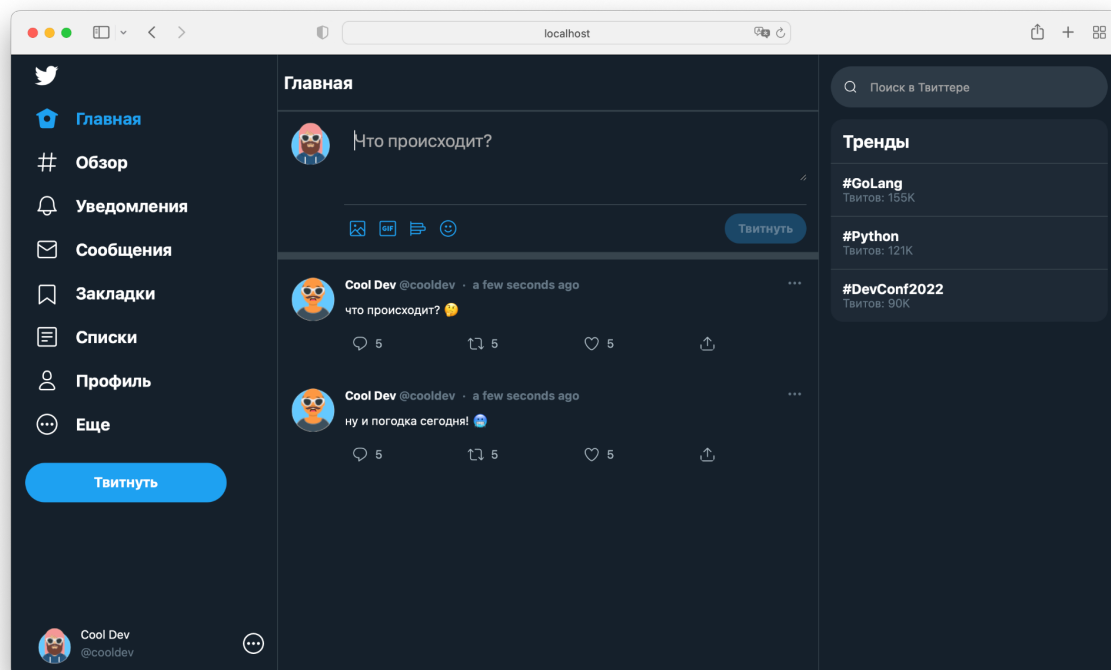 localhost
Главная
Обзор
Уведомления
Сообщения
Закладки
Списки
Профиль
Еще
Твитнуть
Cool Dev
@cooldev
Главная
Что происходит?
GIF
Твитнуть
Cool Dev @cooldev · a few seconds ago
что происходит? 🤔
5 5 5
Cool Dev @cooldev · a few seconds ago
ну и погодка сегодня! 🥶
5 5 5
Поиск в Твиттере
Тренды
#GoLang
Твитов: 155K
#Python
Твитов: 121K
#DevConf2022
Твитов: 90K